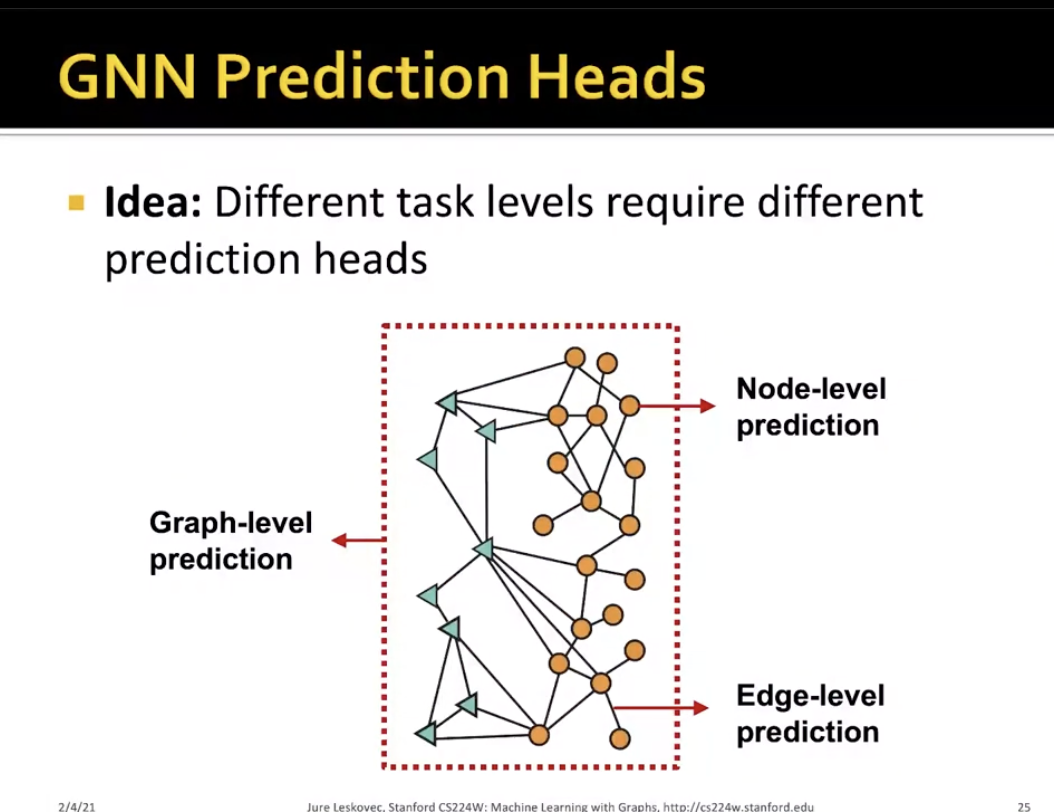 GNN Prediction Heads
Idea: Different task levels require different
prediction heads
Node-level
prediction
Graph-level
prediction
Edge-level
prediction
2/4/21
Jure Leskovec, Stanford CS224W: Machine Learning with Graphs, http://cs224w.stanford.edu
25